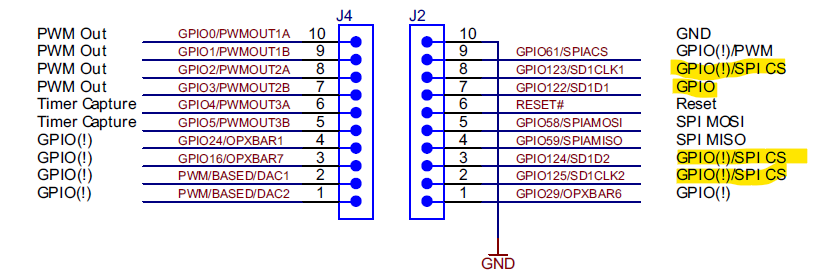 J4 J2
PWM Out GPIO0/PWMOUT1A 10 10 GND
PWM Out GPIO1/PWMOUT1B 9 9 GPIO61/SPIACS GPIO(!)/PWM
PWM Out GPIO2/PWMOUT2A 8 8 GPIO123/SD1CLK1 GPIO(!)/SPI CS
PWM Out GPIO3/PWMOUT2B 7 7 GPIO122/SD1D1 GPIO
Timer Capture GPIO4/PWMOUT3A 6 6 RESET# Reset
Timer Capture GPIO5/PWMOUT3B 5 5 GPIO58/SPIAMOSI SPI MOSI
GPIO(!) GPIO24/OPXBAR1 4 4 GPIO59/SPIAMISO SPI MISO
GPIO(!) GPIO16/OPXBAR7 3 3 GPIO124/SD1D2 GPIO(!)/SPI CS
GPIO(!) PWM/BASED/DAC1 2 2 GPIO125/SD1CLK2 GPIO(!)/SPI CS
GPIO(!) PWM/BASED/DAC2 1 1 GPIO29/OPXBAR6 GPIO(!)
GND